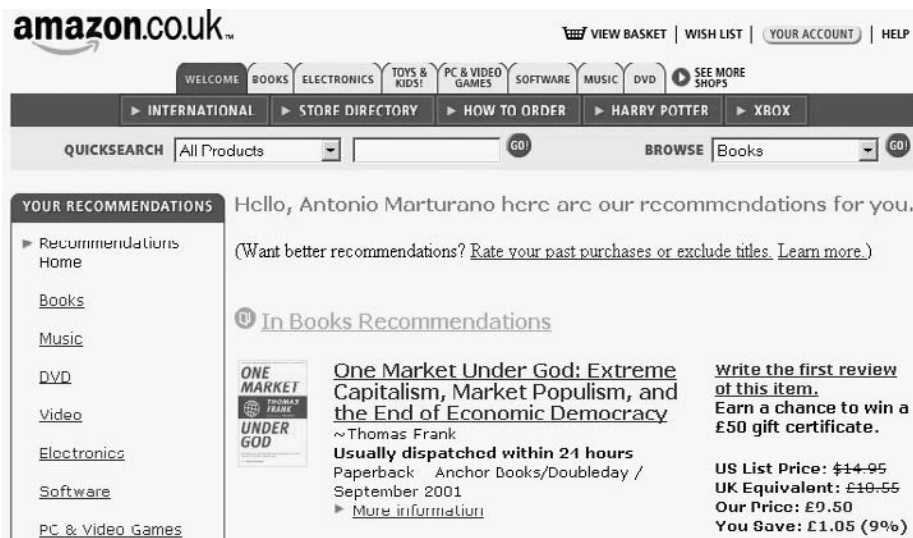 amazon.co.uk™
VIEW BASKET | WISH LIST | YOUR ACCOUNT | HELP
WELCOME BOOKS ELECTRONICS TOYS & KIDS! PC & VIDEO GAMES SOFTWARE MUSIC DVD SEE MORE SHOPS
INTERNATIONAL STORE DIRECTORY HOW TO ORDER HARRY POTTER XBOX
QUICKSEARCH All Products GO! BROWSE Books GO!
YOUR RECOMMENDATIONS
Recommendations
Home
Books
Music
DVD
Video
Electronics
Software
PC & Video Games
Hello, Antonio Marturano here are our recommendations for you.
(Want better recommendations? Rate your past purchases or exclude titles. Learn more.)
In Books Recommendations
ONE
MARKET
THOMAS
FRANK
UNDER
GOD
One Market Under God: Extreme
Capitalism, Market Populism, and
the End of Economic Democracy
~Thomas Frank
Usually dispatched within 24 hours
Paperback Anchor Books/Doubleday /
September 2001
More information
Write the first review
of this item.
Earn a chance to win a
£50 gift certificate.
US List Price: $14.95
UK Equivalent: £10.55
Our Price: £9.50
You Save: £1.05 (9%)